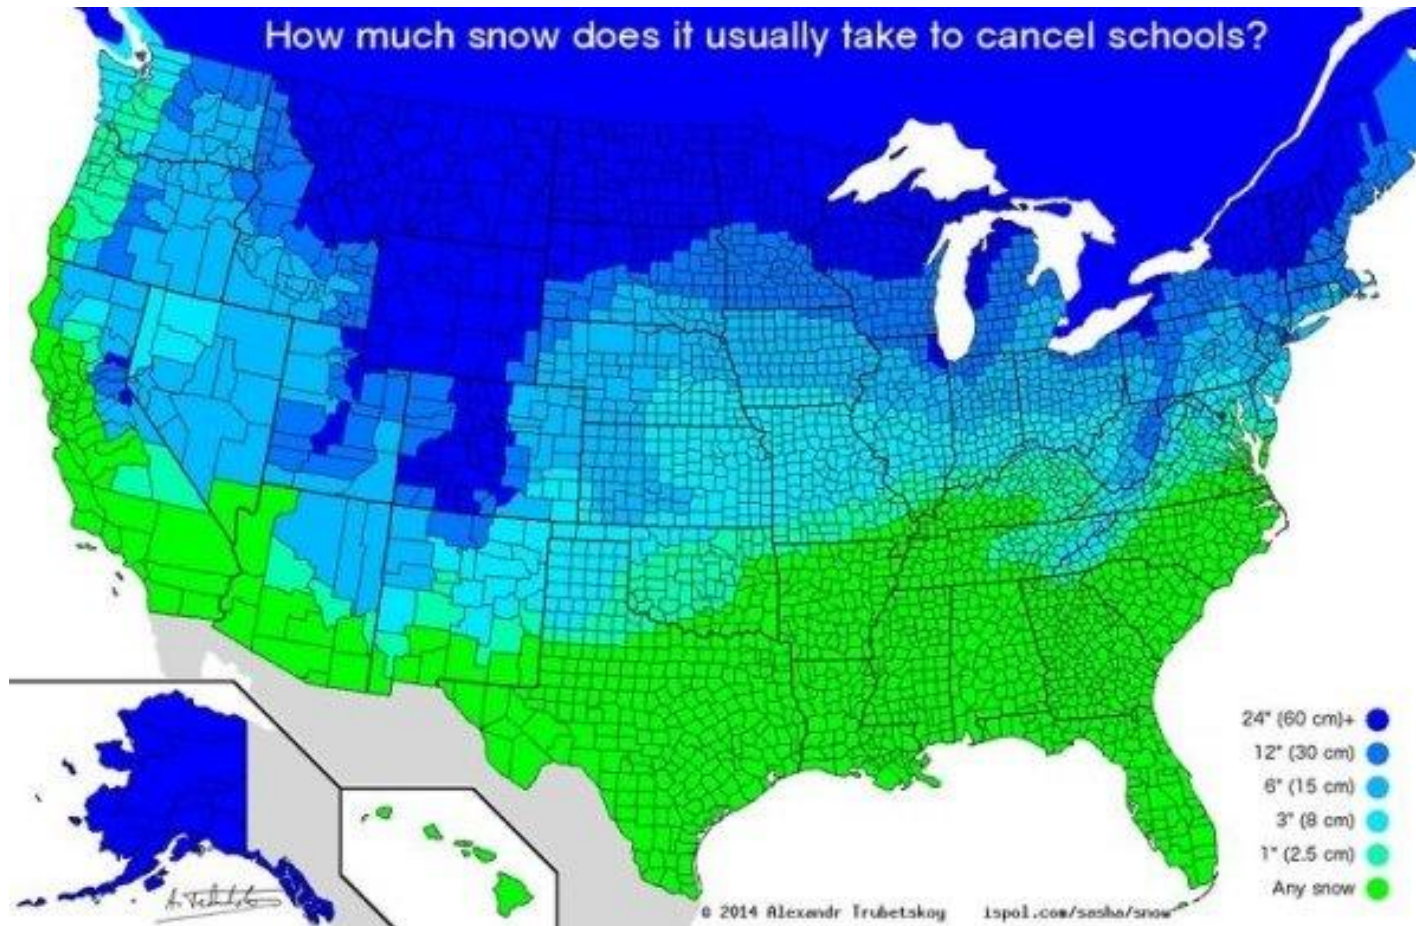 How much snow does it usually take to cancel schools?
24" (60 cm)+
12" (30 cm)
6" (15 cm)
3" (8 cm)
1" (2.5 cm)
Any snow
© 2014 Alexandr Trubetskoy ispol.com/sasha/snow